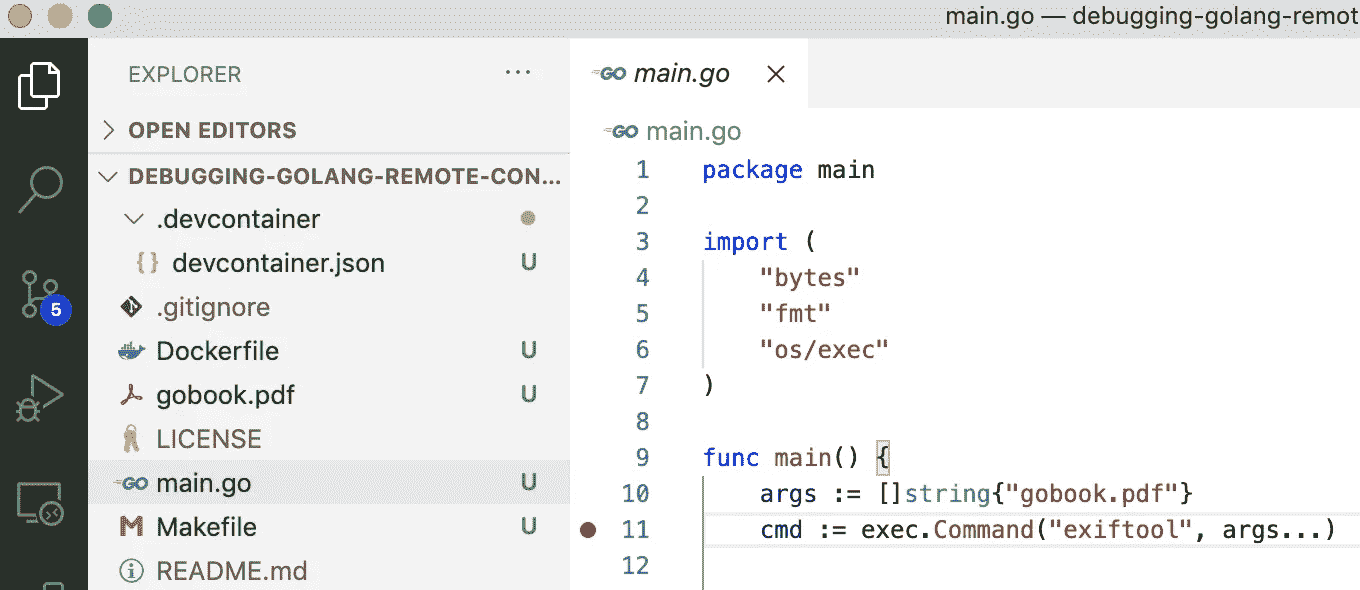 main.go — debugging-golang-remot
EXPLORER
OPEN EDITORS
DEBUGGING-GOLANG-REMOTE-CON...
.devcontainer
{} devcontainer.json U
.gitignore
Dockerfile U
gobook.pdf U
LICENSE
GO main.go U
M Makefile U
README.md
5
GO main.go
GO main.go
1 package main
2
3 import (
4 "bytes"
5 "fmt"
6 "os/exec"
7 )
8
9 func main() {
10 args := []string{"gobook.pdf"}
11 cmd := exec.Command("exiftool", args...)
12